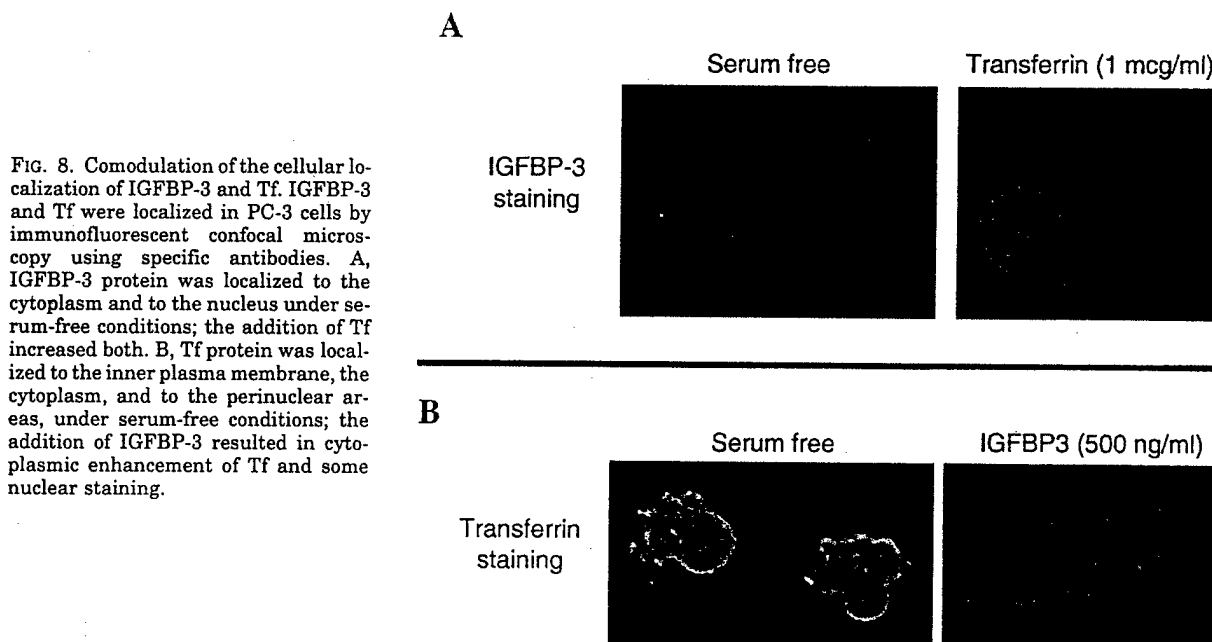 FIG. 8. Comodulation of the cellular lo-
calization of IGFBP-3 and Tf. IGFBP-3
and Tf were localized in PC-3 cells by
immunofluorescent confocal micros-
copy using specific antibodies. A,
IGFBP-3 protein was localized to the
cytoplasm and to the nucleus under se-
rum-free conditions; the addition of Tf
increased both. B, Tf protein was local-
ized to the inner plasma membrane, the
cytoplasm, and to the perinuclear ar-
eas, under serum-free conditions; the
addition of IGFBP-3 resulted in cyto-
plasmic enhancement of Tf and some
nuclear staining.
A
Serum free
Transferrin (1 mcg/ml)
IGFBP-3
staining
B
Serum free
IGFBP3 (500 ng/ml)
Transferrin
staining